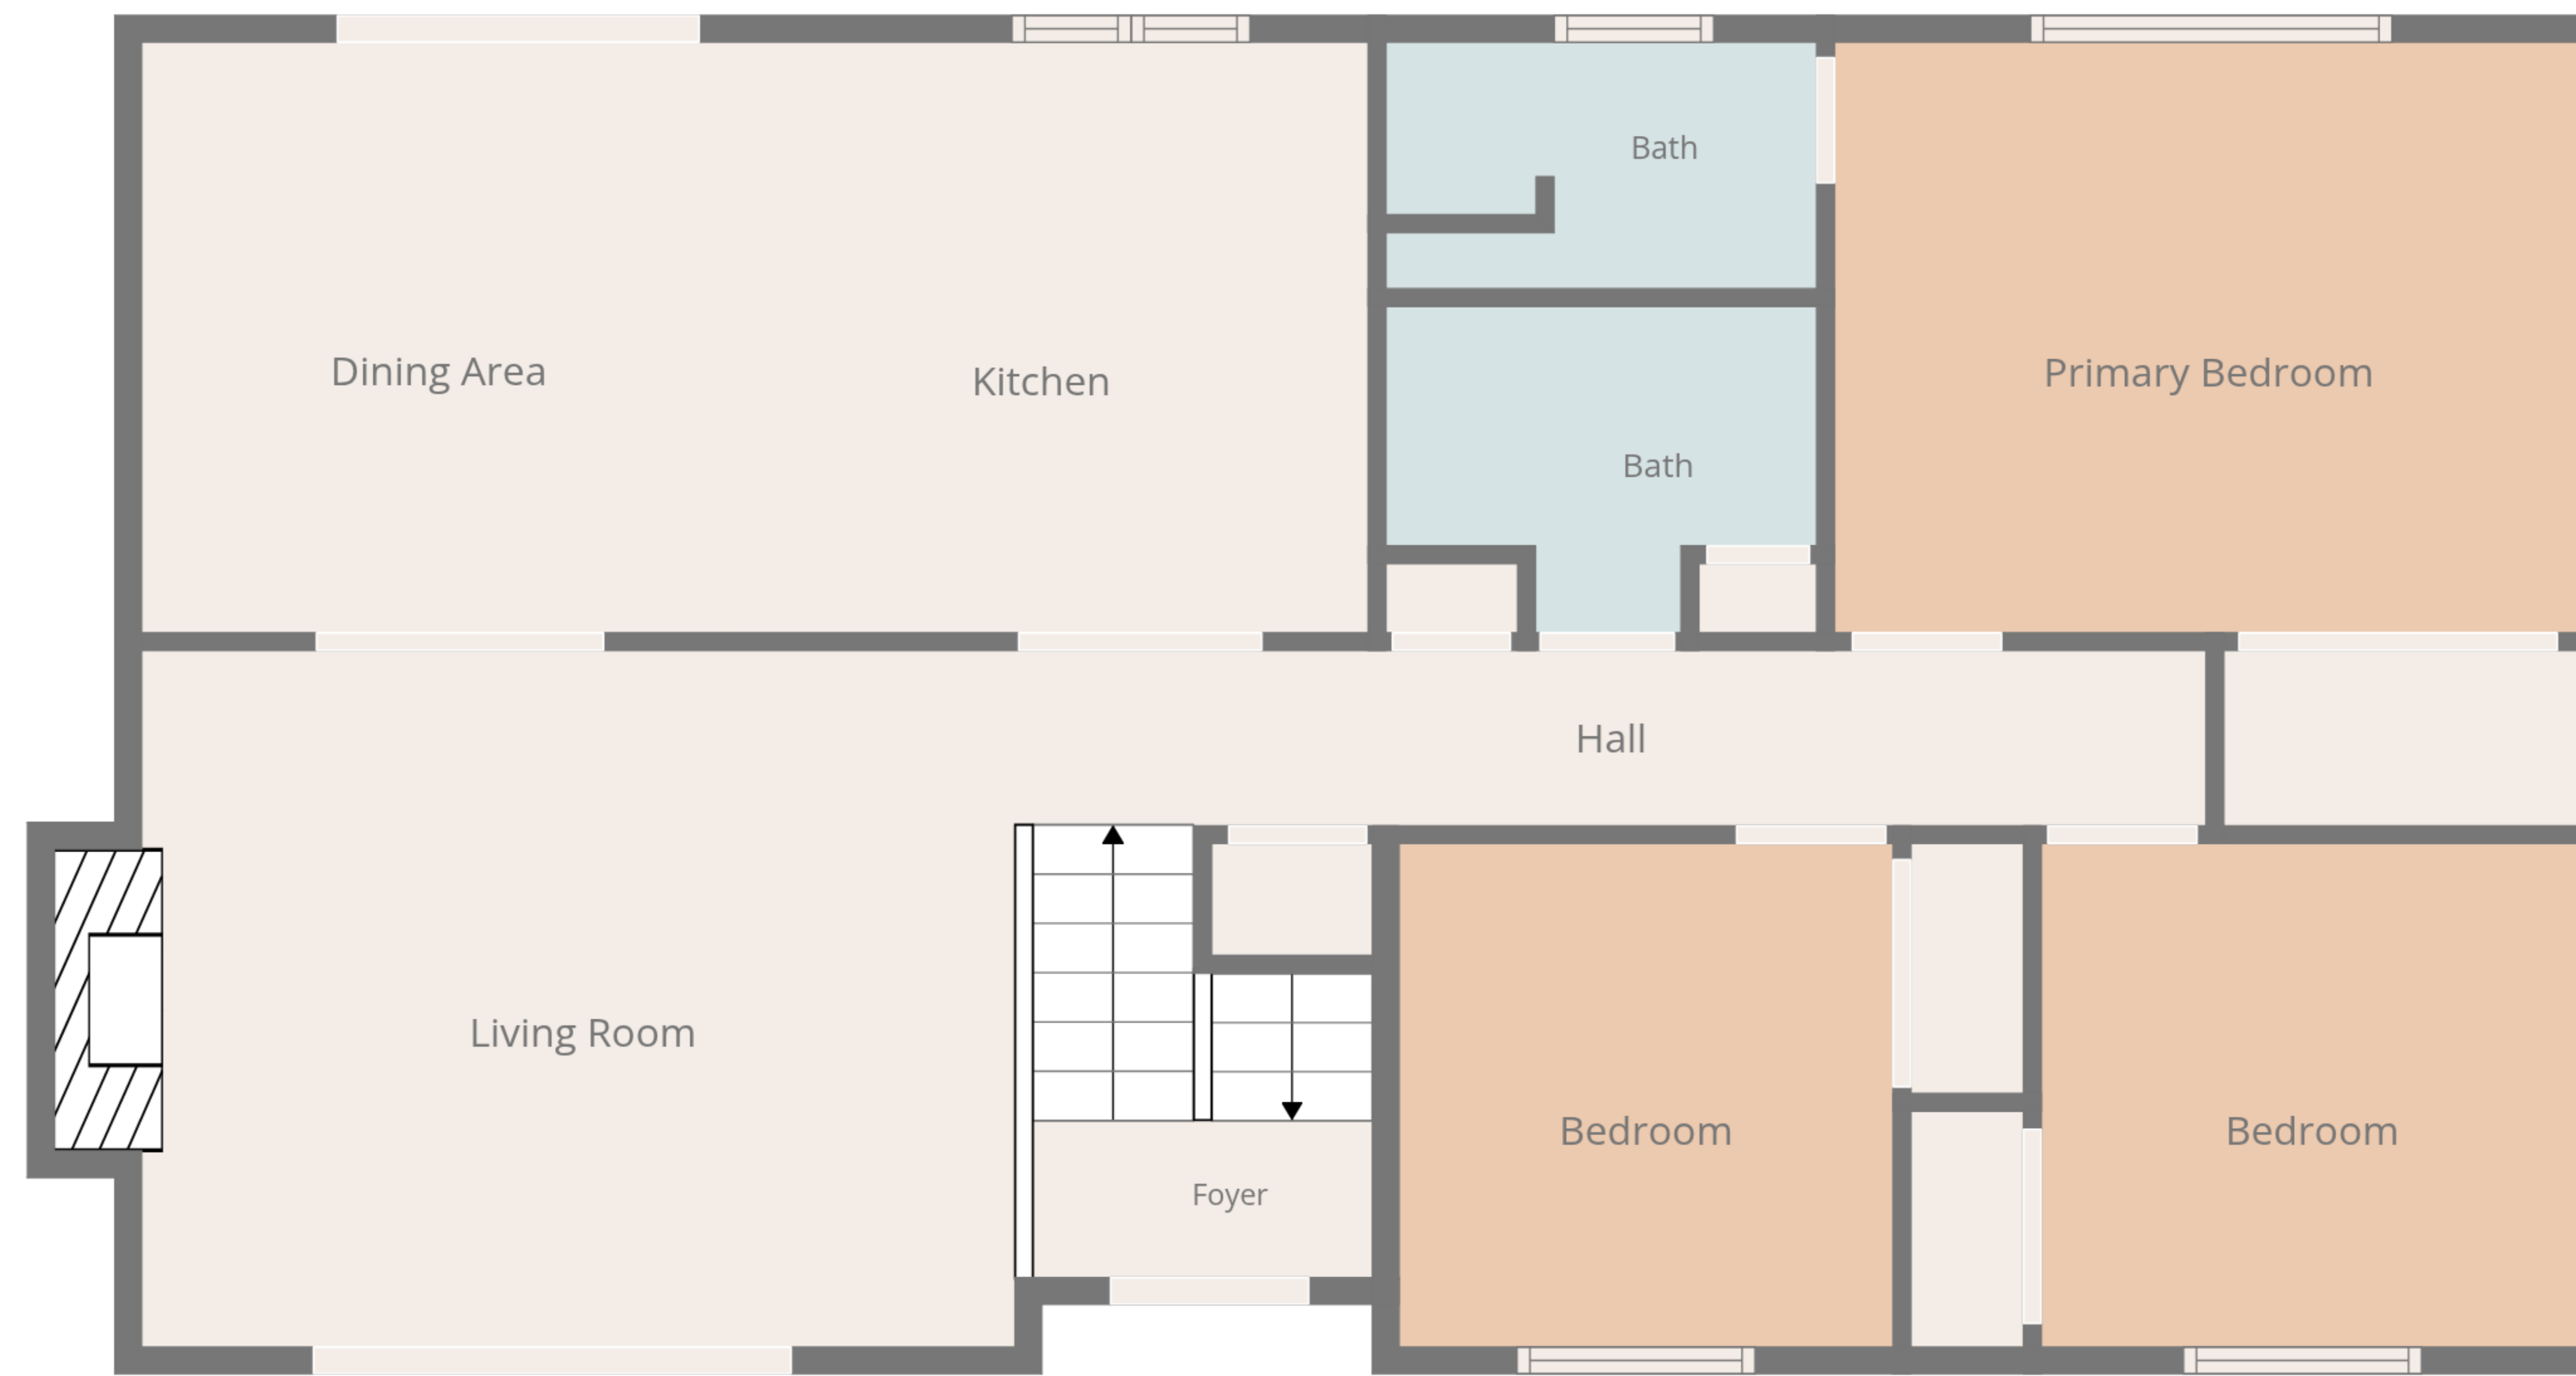 Bath
Dining Area
Kitchen
Primary Bedroom
Bath
Hall
Living Room
Bedroom
Bedroom
Foyer